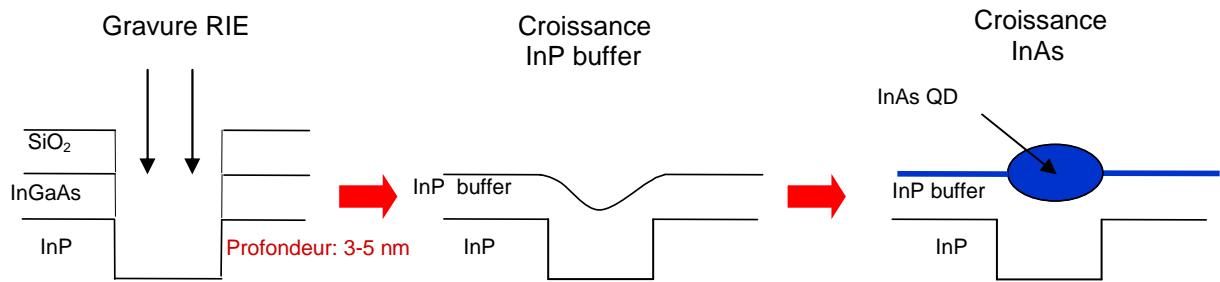 Gravure RIE
SiO₂
InGaAs
InP
Profondeur: 3-5 nm
Croissance
InP buffer
InP buffer
InP
Croissance
InAs
InAs QD
InP buffer
InP